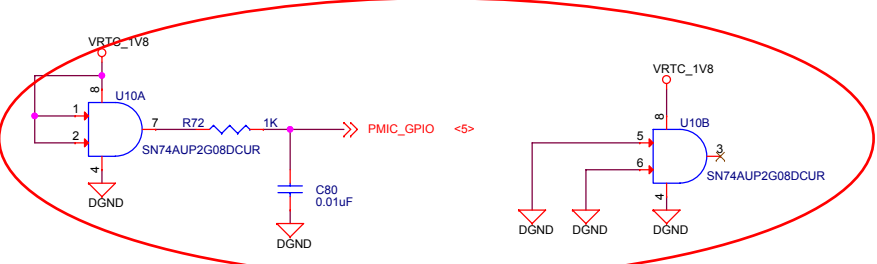 VRTC_1V8
8
U10A
1
7
R72
1K
2
SN74AUP2G08DCUR
4
DGND
PMIC_GPIO
<5>
C80
0.01uF
DGND
VRTC_1V8
8
U10B
5
3
6
SN74AUP2G08DCUR
4
DGND
DGND
DGND